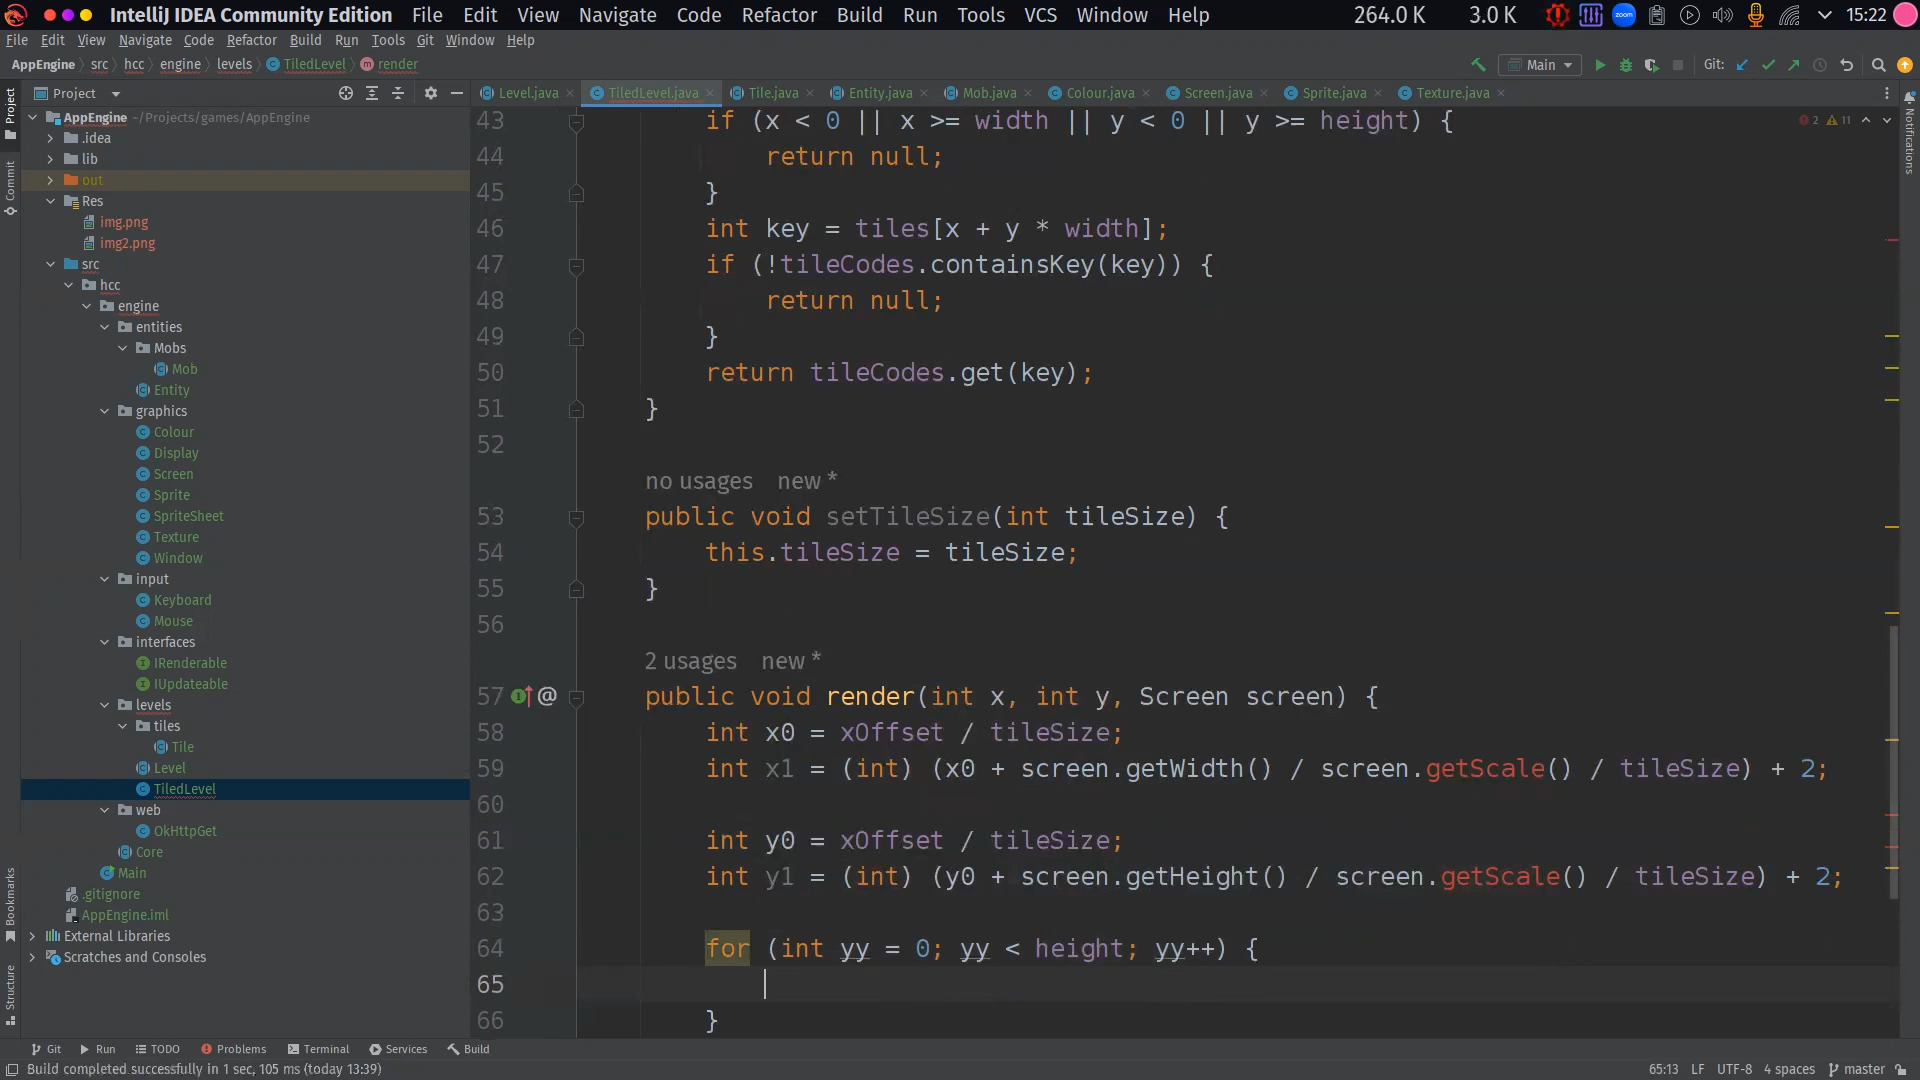 IntelliJ IDEA Community Edition File Edit View Navigate Code Refactor Build Run Tools VCS Window Help 264.0 K 3.0 K zoom 15:22
File Edit View Navigate Code Refactor Build Run Tools Git Window Help
AppEngine src hcc engine levels TiledLevel render Main Git:
Project Level.java TiledLevel.java Tile.java Entity.java Mob.java Colour.java Screen.java Sprite.java Texture.java
Project
Commit
Bookmarks
Structure
Notifications
AppEngine ~/Projects/games/AppEngine
.idea
lib
out
Res
img.png
img2.png
src
hcc
engine
entities
Mobs
Mob
Entity
graphics
Colour
Display
Screen
Sprite
SpriteSheet
Texture
Window
input
Keyboard
Mouse
interfaces
IRenderable
IUpdateable
levels
tiles
Tile
Level
TiledLevel
web
OkHttpGet
Core
Main
.gitignore
AppEngine.iml
External Libraries
Scratches and Consoles
2 11
43 if (x < 0 || x >= width || y < 0 || y >= height) {
44 return null;
45 }
46 int key = tiles[x + y * width];
47 if (!tileCodes.containsKey(key)) {
48 return null;
49 }
50 return tileCodes.get(key);
51 }
52
no usages new *
53 public void setTileSize(int tileSize) {
54 this.tileSize = tileSize;
55 }
56
2 usages new *
57 public void render(int x, int y, Screen screen) {
58 int x0 = xOffset / tileSize;
59 int x1 = (int) (x0 + screen.getWidth() / screen.getScale() / tileSize) + 2;
60
61 int y0 = xOffset / tileSize;
62 int y1 = (int) (y0 + screen.getHeight() / screen.getScale() / tileSize) + 2;
63
64 for (int yy = 0; yy < height; yy++) {
65
66 }
Git Run TODO Problems Terminal Services Build
Build completed successfully in 1 sec, 105 ms (today 13:39) 65:13 LF UTF-8 4 spaces master